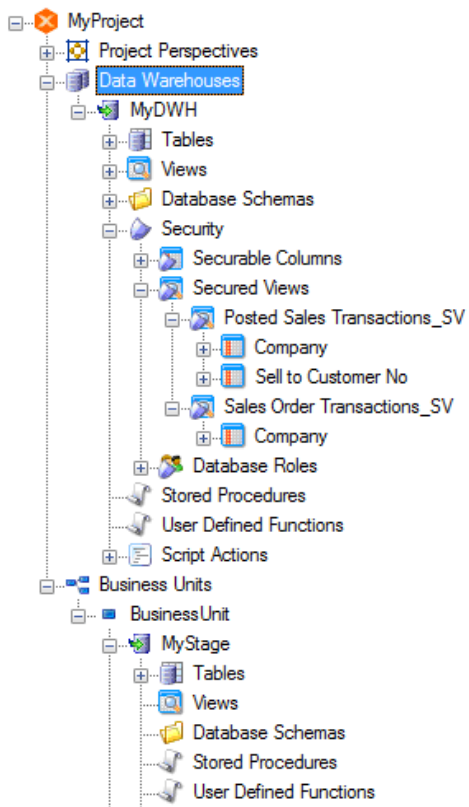 MyProject
Project Perspectives
Data Warehouses
MyDWH
Tables
Views
Database Schemas
Security
Securable Columns
Secured Views
Posted Sales Transactions_SV
Company
Sell to Customer No
Sales Order Transactions_SV
Company
Database Roles
Stored Procedures
User Defined Functions
Script Actions
Business Units
BusinessUnit
MyStage
Tables
Views
Database Schemas
Stored Procedures
User Defined Functions